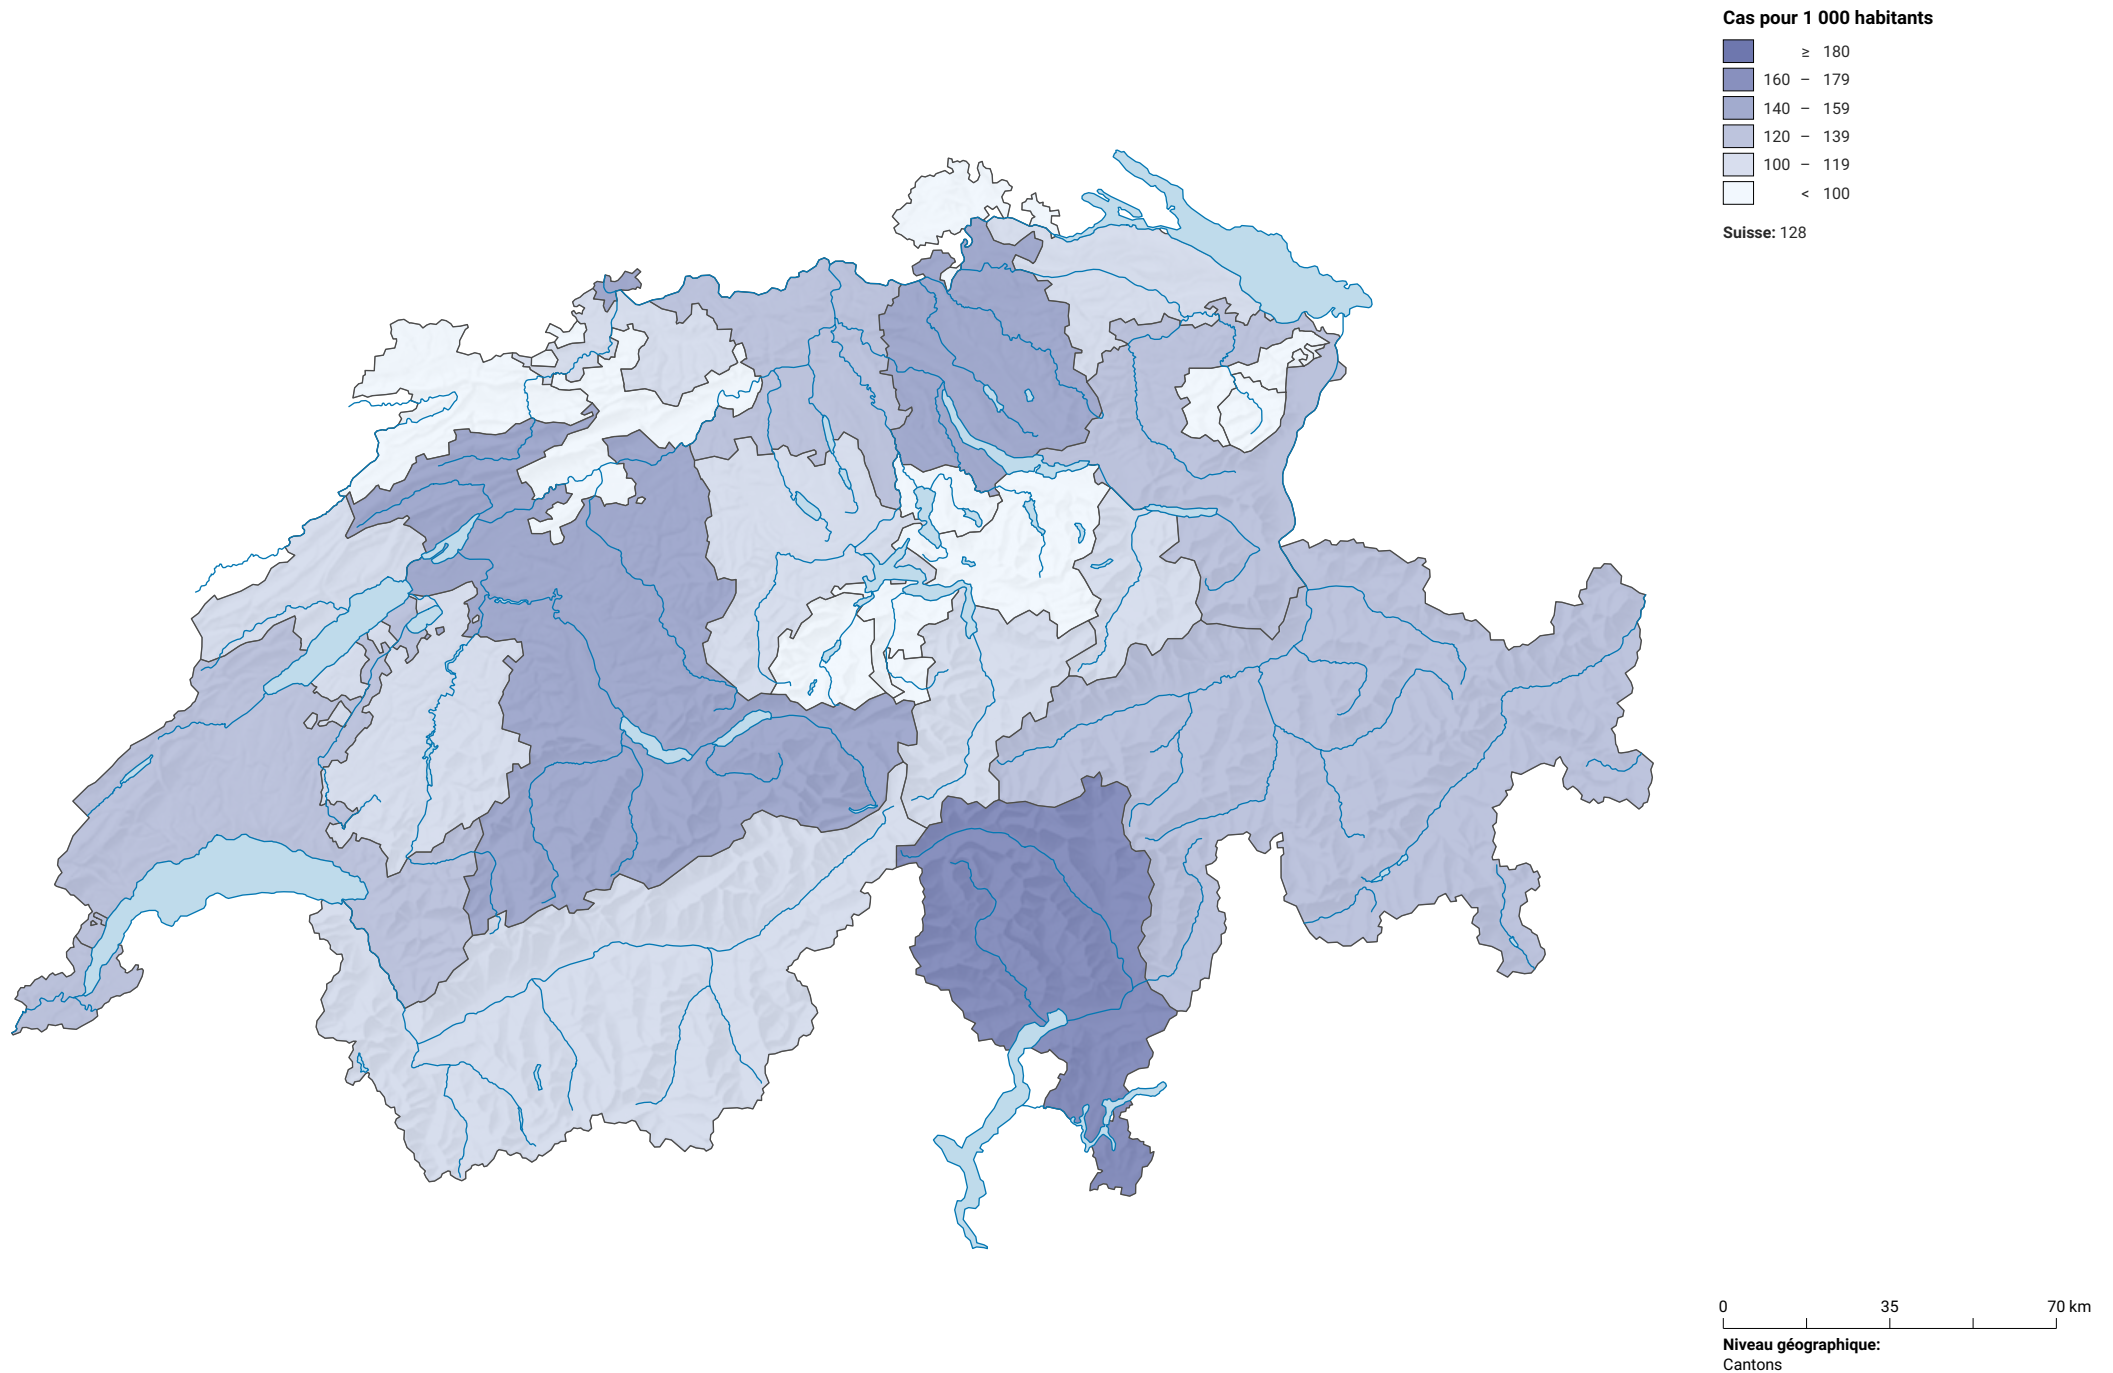 Cas pour 1 000 habitants
≥ 180
160 – 179
140 – 159
120 – 139
100 – 119
< 100
Suisse: 128
0 35 70 km
Niveau géographique:
Cantons